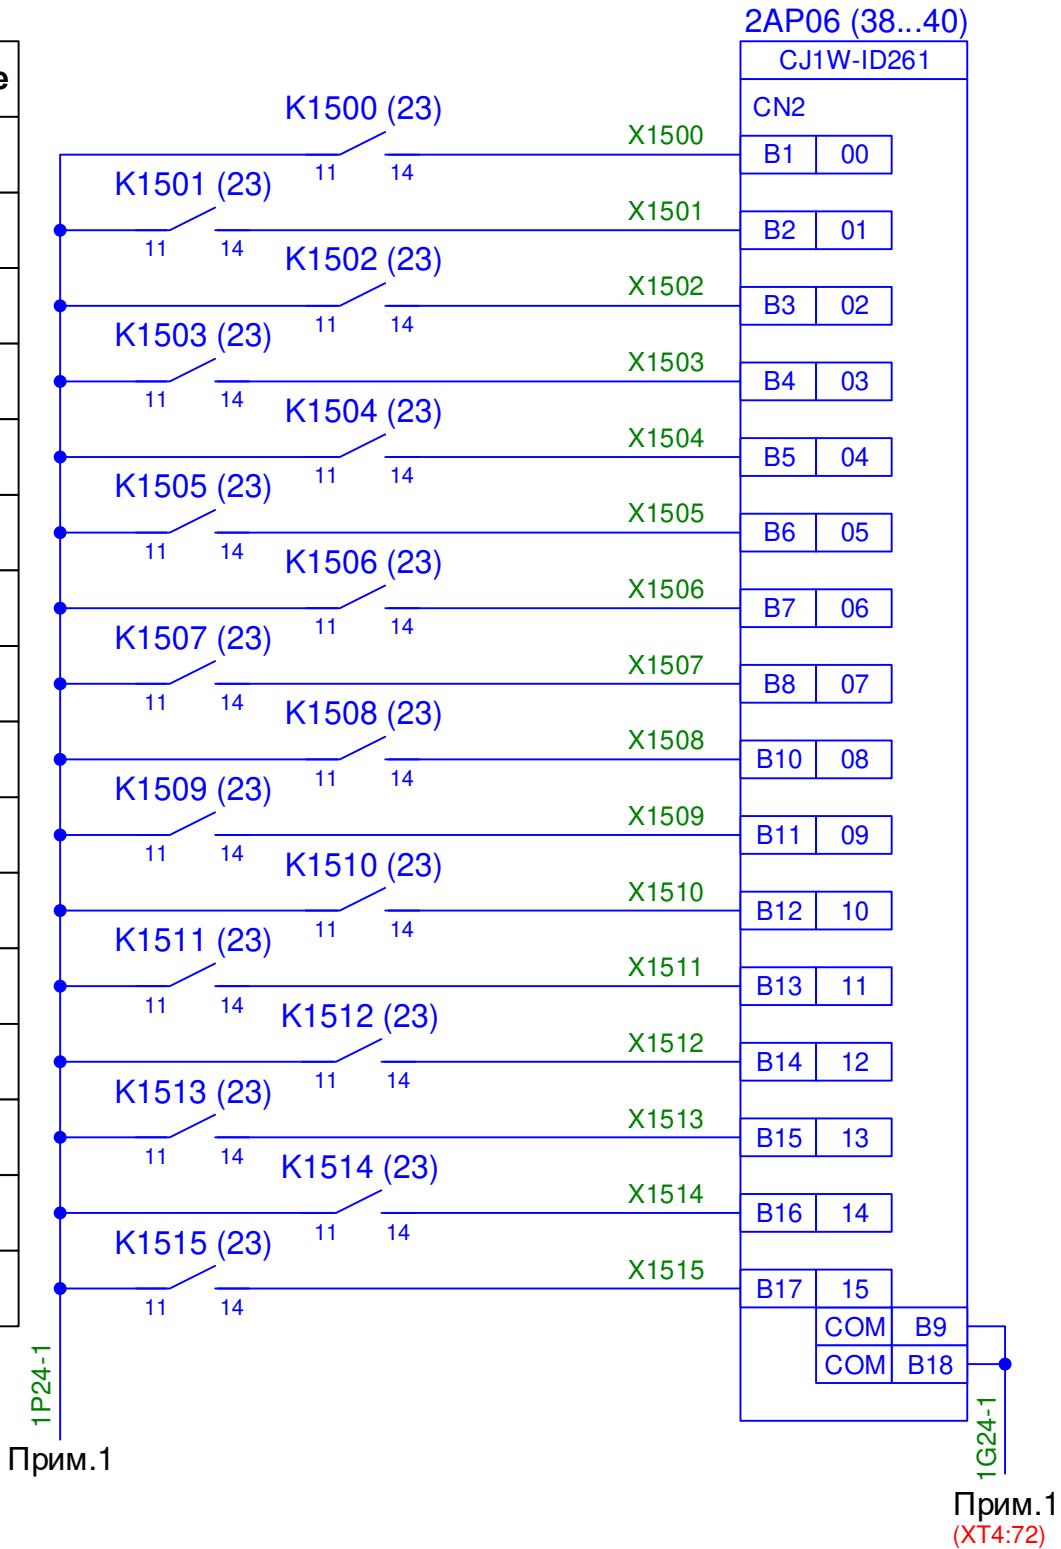 2AP06 (38...40)
CJ1W-ID261
e
CN2
K1500 (23)
X1500
B1 00
11 14
K1501 (23)
X1501
B2 01
11 14
K1502 (23)
X1502
B3 02
11 14
K1503 (23)
X1503
B4 03
11 14
K1504 (23)
X1504
B5 04
11 14
K1505 (23)
X1505
B6 05
11 14
K1506 (23)
X1506
B7 06
11 14
K1507 (23)
X1507
B8 07
11 14
K1508 (23)
X1508
B10 08
11 14
K1509 (23)
X1509
B11 09
11 14
K1510 (23)
X1510
B12 10
11 14
K1511 (23)
X1511
B13 11
11 14
K1512 (23)
X1512
B14 12
11 14
K1513 (23)
X1513
B15 13
11 14
K1514 (23)
X1514
B16 14
11 14
K1515 (23)
X1515
B17 15
11 14
COM B9
COM B18
1P24-1
1G24-1
Прим.1
Прим.1
(XT4:72)